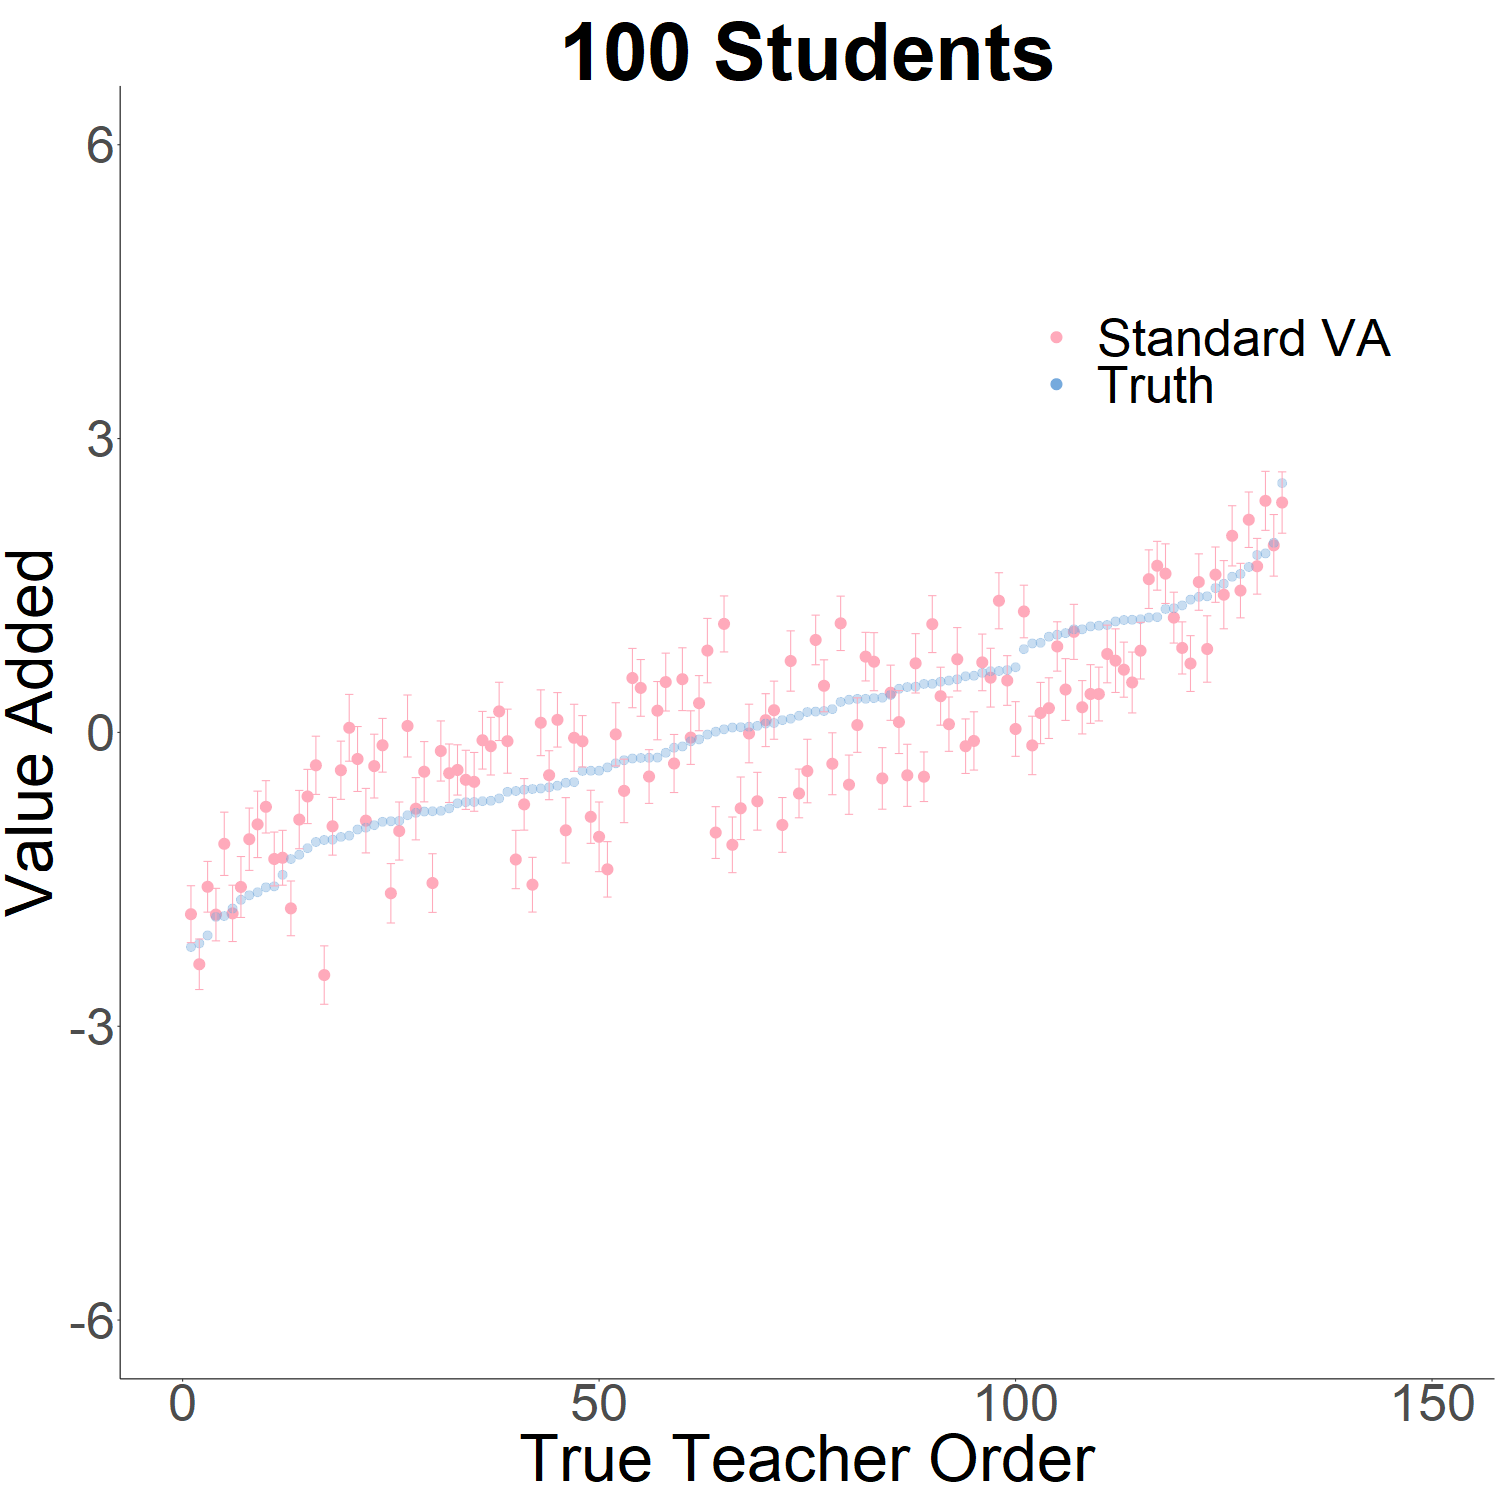 100 Students
6
3
0
-3
-6
Value Added
Standard VA
Truth
0 50 100 150
True Teacher Order